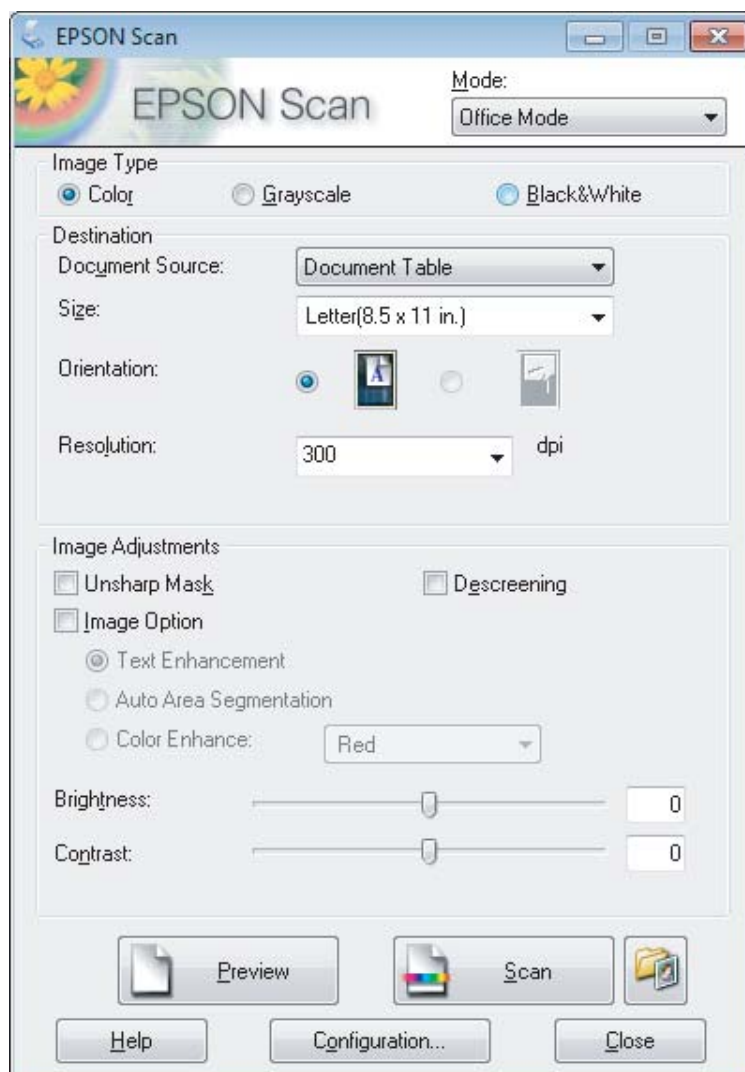 EPSON Scan
EPSON Scan
Mode:
Office Mode
Image Type
Color Grayscale Black&White
Destination
Document Source: Document Table
Size: Letter(8.5 x 11 in.)
Orientation: A
Resolution: 300 dpi
Image Adjustments
Unsharp Mask Descreening
Image Option
Text Enhancement
Auto Area Segmentation
Color Enhance: Red
Brightness: 0
Contrast: 0
Preview Scan
Help Configuration... Close